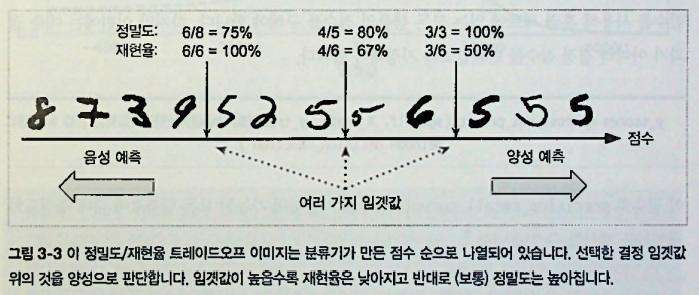 정밀도: 6/8 = 75% 4/5 = 80% 3/3 = 100%
재현율: 6/6 = 100% 4/6 = 67% 3/6 = 50%
8 7 3 9 5 2 5 5 6 5 5 5
점수
음성 예측 양성 예측
여러 가지 임곗값
그림 3-3 이 정밀도/재현율 트레이드오프 이미지는 분류기가 만든 점수 순으로 나열되어 있습니다. 선택한 결정 임곗값
위의 것을 양성으로 판단합니다. 임곗값이 높을수록 재현율은 낮아지고 반대로 (보통) 정밀도는 높아집니다.